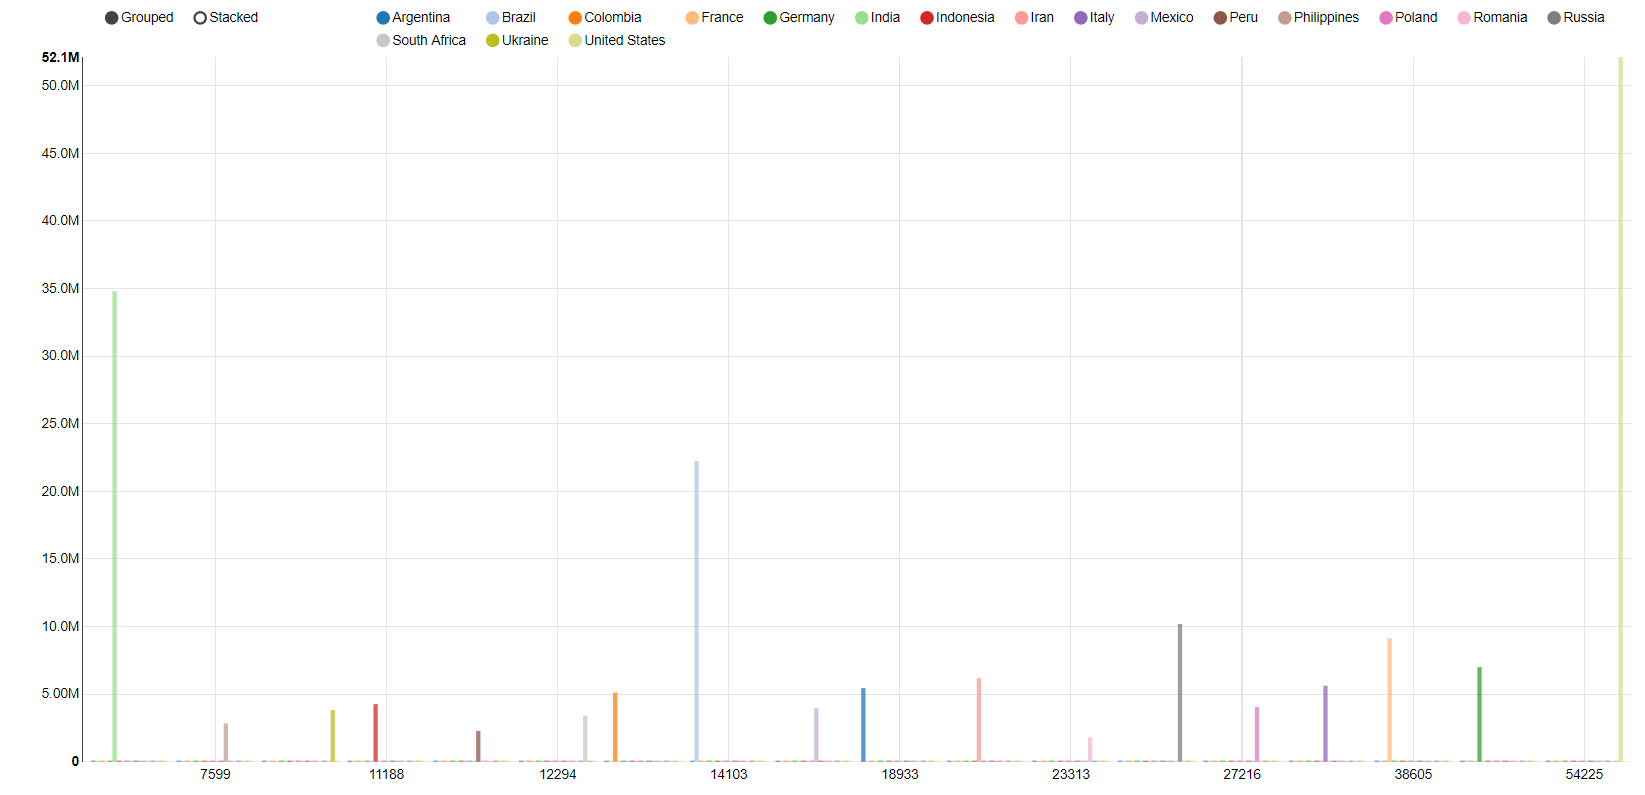 Grouped Stacked Argentina Brazil Colombia France Germany India Indonesia Iran Italy Mexico Peru Philippines Poland Romania Russia
South Africa Ukraine United States
52.1M
50.0M
45.0M
40.0M
35.0M
30.0M
25.0M
20.0M
15.0M
10.0M
5.00M
0
7599 11188 12294 14103 18933 23313 27216 38605 54225